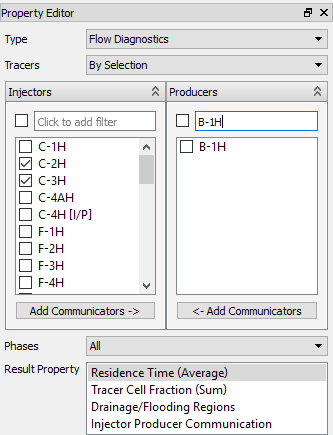 Property Editor
Type Flow Diagnostics
Tracers By Selection
Injectors Producers
Click to add filter B-1H
C-1H B-1H
C-2H
C-3H
C-4AH
C-4H [I/P]
F-1H
F-2H
F-3H
F-4H
Add Communicators -> <- Add Communicators
Phases All
Result Property Residence Time (Average)
Tracer Cell Fraction (Sum)
Drainage/Flooding Regions
Injector Producer Communication